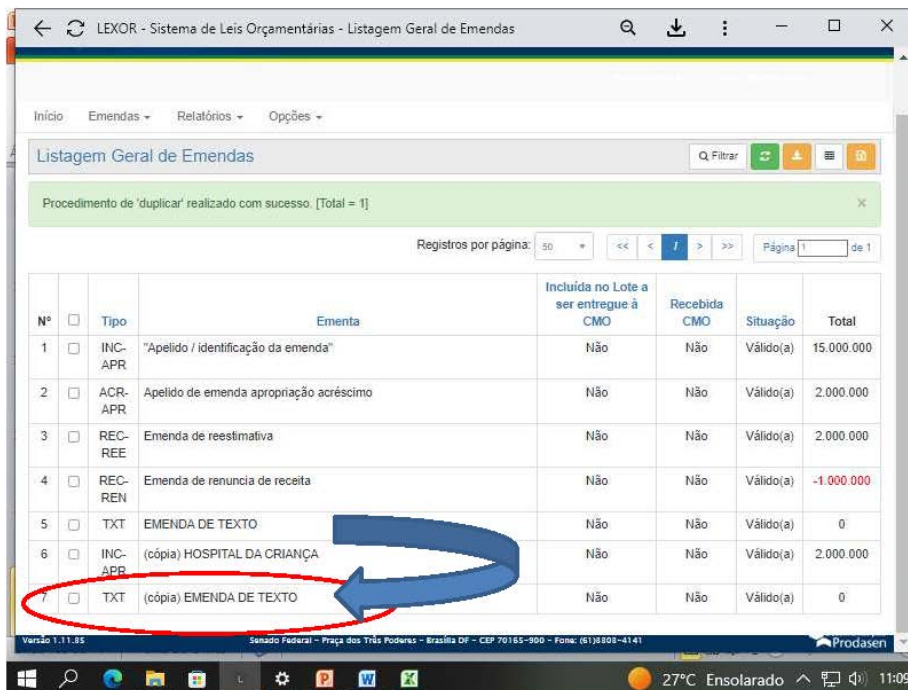 LEXOR - Sistema de Leis Orçamentárias - Listagem Geral de Emendas
Início Emendas Relatórios Opções
Listagem Geral de Emendas Filtrar
Procedimento de 'duplicar' realizado com sucesso. [Total = 1]
Registros por página: 50 << < 1 > >> Página 1 de 1
Nº Tipo Ementa Incluída no Lote a ser entregue à CMO Recebida CMO Situação Total
1 INC-APR "Apelido / identificação da emenda" Não Não Válido(a) 15.000.000
2 ACR-APR Apelido de emenda apropriação acréscimo Não Não Válido(a) 2.000.000
3 REC-REE Emenda de reestimativa Não Não Válido(a) 2.000.000
4 REC-REN Emenda de renuncia de receita Não Não Válido(a) -1.000.000
5 TXT EMENDA DE TEXTO Não Não Válido(a) 0
6 INC-APR (cópia) HOSPITAL DA CRIANÇA Não Não Válido(a) 2.000.000
7 TXT (cópia) EMENDA DE TEXTO Não Não Válido(a) 0
Versão 1.11.85 Senado Federal - Praça dos Três Poderes - Brasília DF - CEP 70165-900 - Fone: (61)3303-4141 Prodasen
27°C Ensolarado 11:09